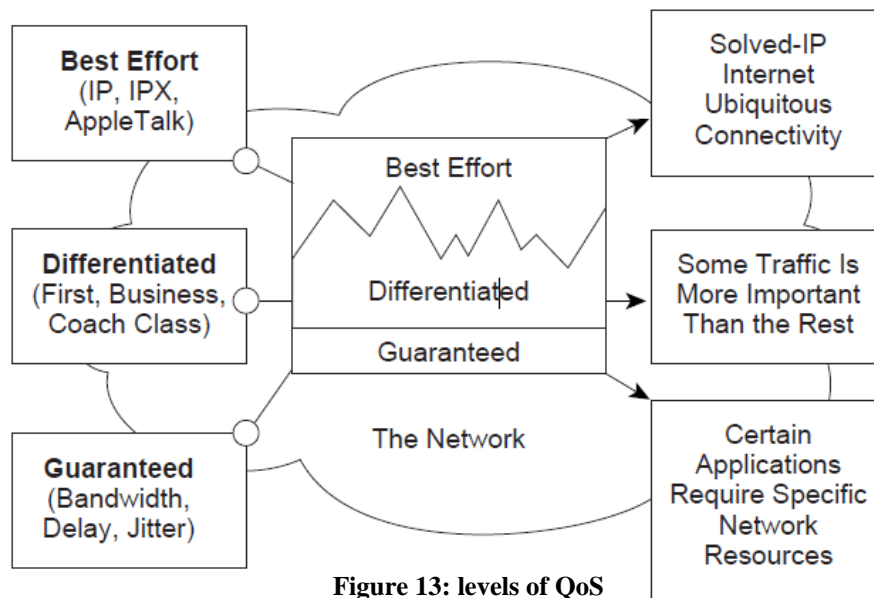 Best Effort
(IP, IPX,
AppleTalk)
Differentiated
(First, Business,
Coach Class)
Guaranteed
(Bandwidth,
Delay, Jitter)
Best Effort
Differentiated
Guaranteed
The Network
Solved-IP
Internet
Ubiquitous
Connectivity
Some Traffic Is
More Important
Than the Rest
Certain
Applications
Require Specific
Network
Resources
Figure 13: levels of QoS